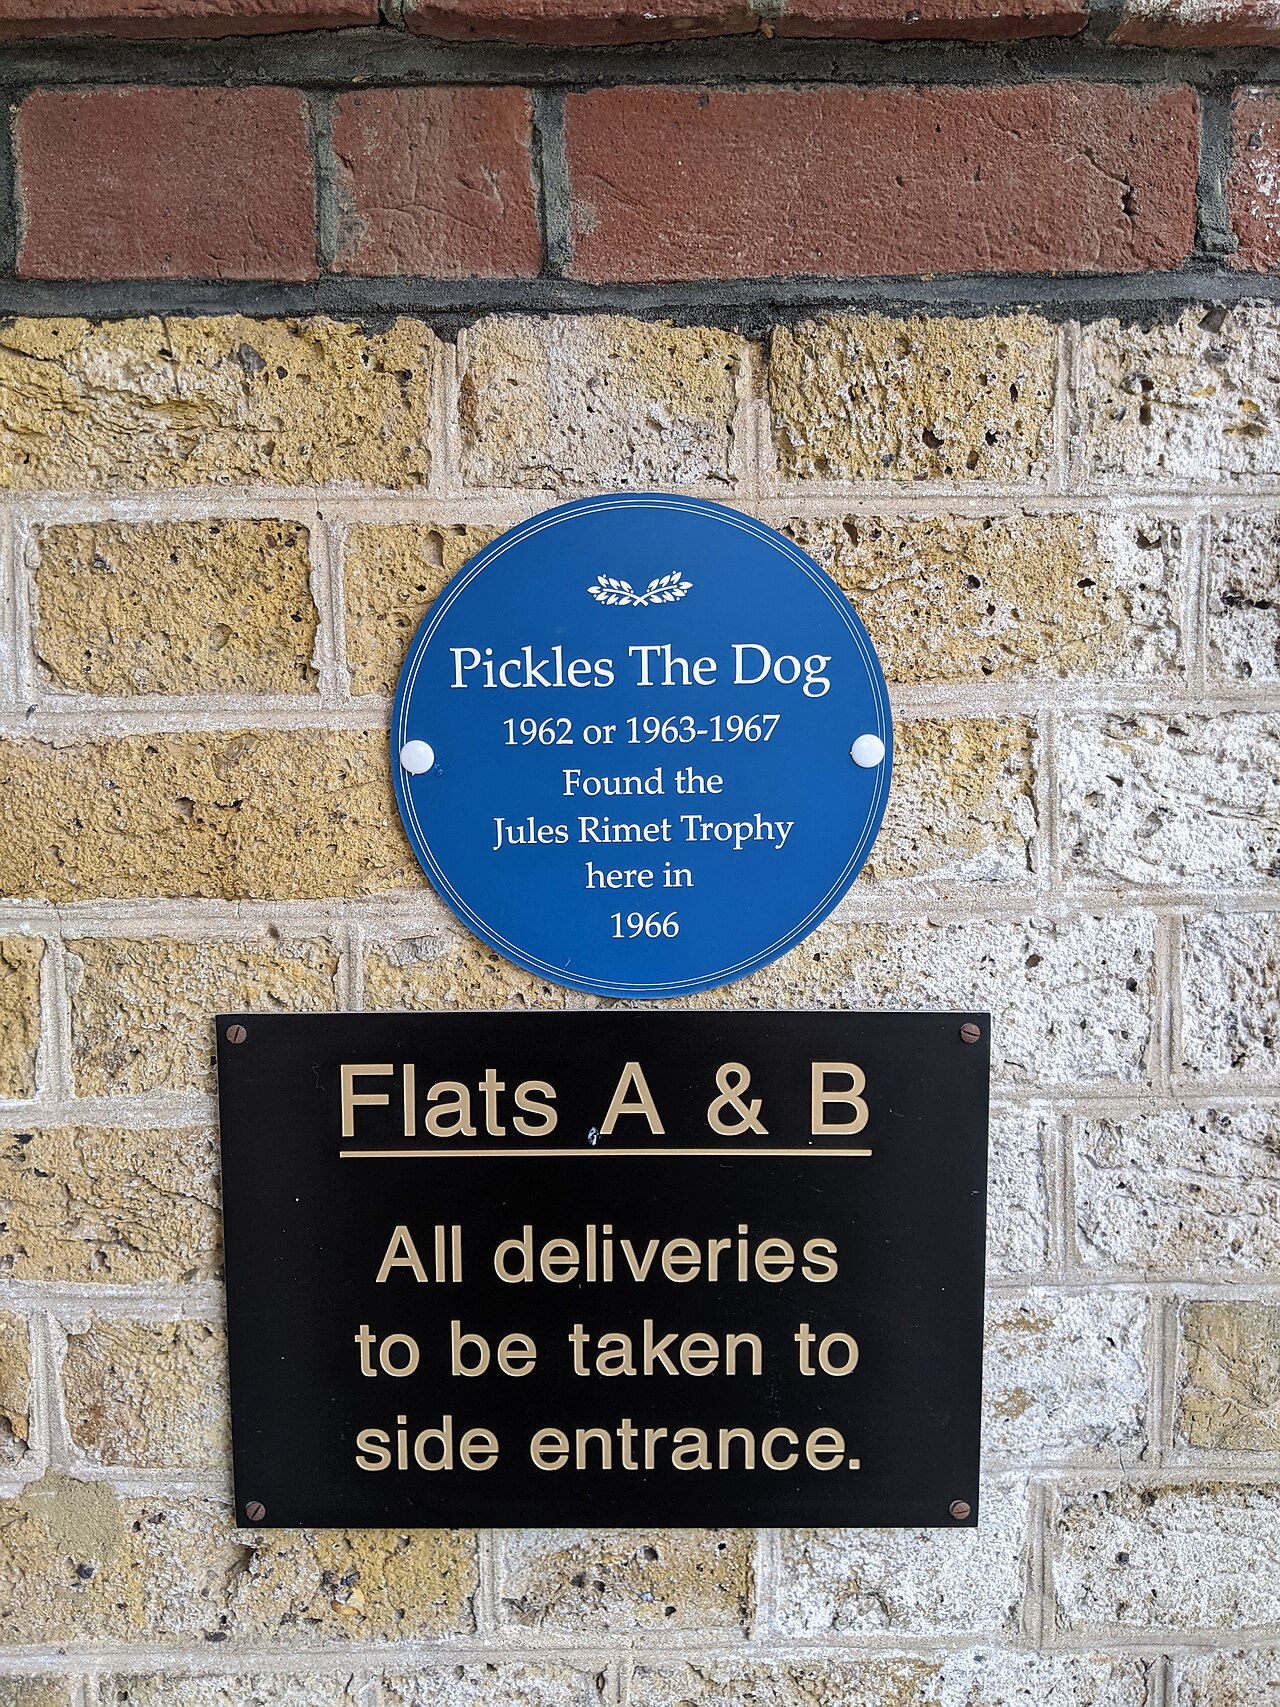 Pickles The Dog
1962 or 1963-1967
Found the
Jules Rimet Trophy
here in
1966
Flats A & B
All deliveries
to be taken to
side entrance.